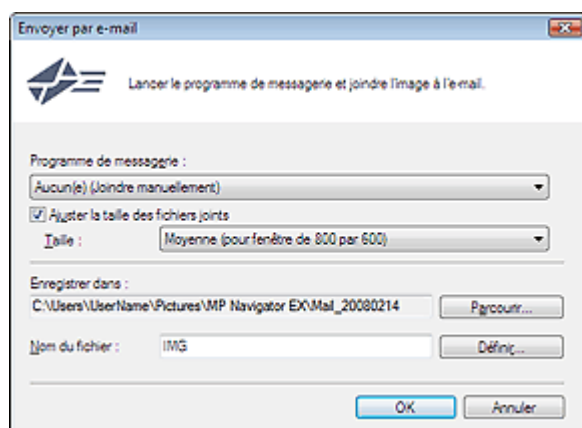 Envoyer par e-mail
Lancer le programme de messagerie et joindre l'image à l'e-mail.
Programme de messagerie :
Aucun(e) (Joindre manuellement)
Ajuster la taille des fichiers joints
Taille : Moyenne (pour fenêtre de 800 par 600)
Enregistrer dans :
C:\Users\UserName\Pictures\MP Navigator EX\Mail_20080214 Parcourir...
Nom du fichier : IMG Définir...
OK Annuler